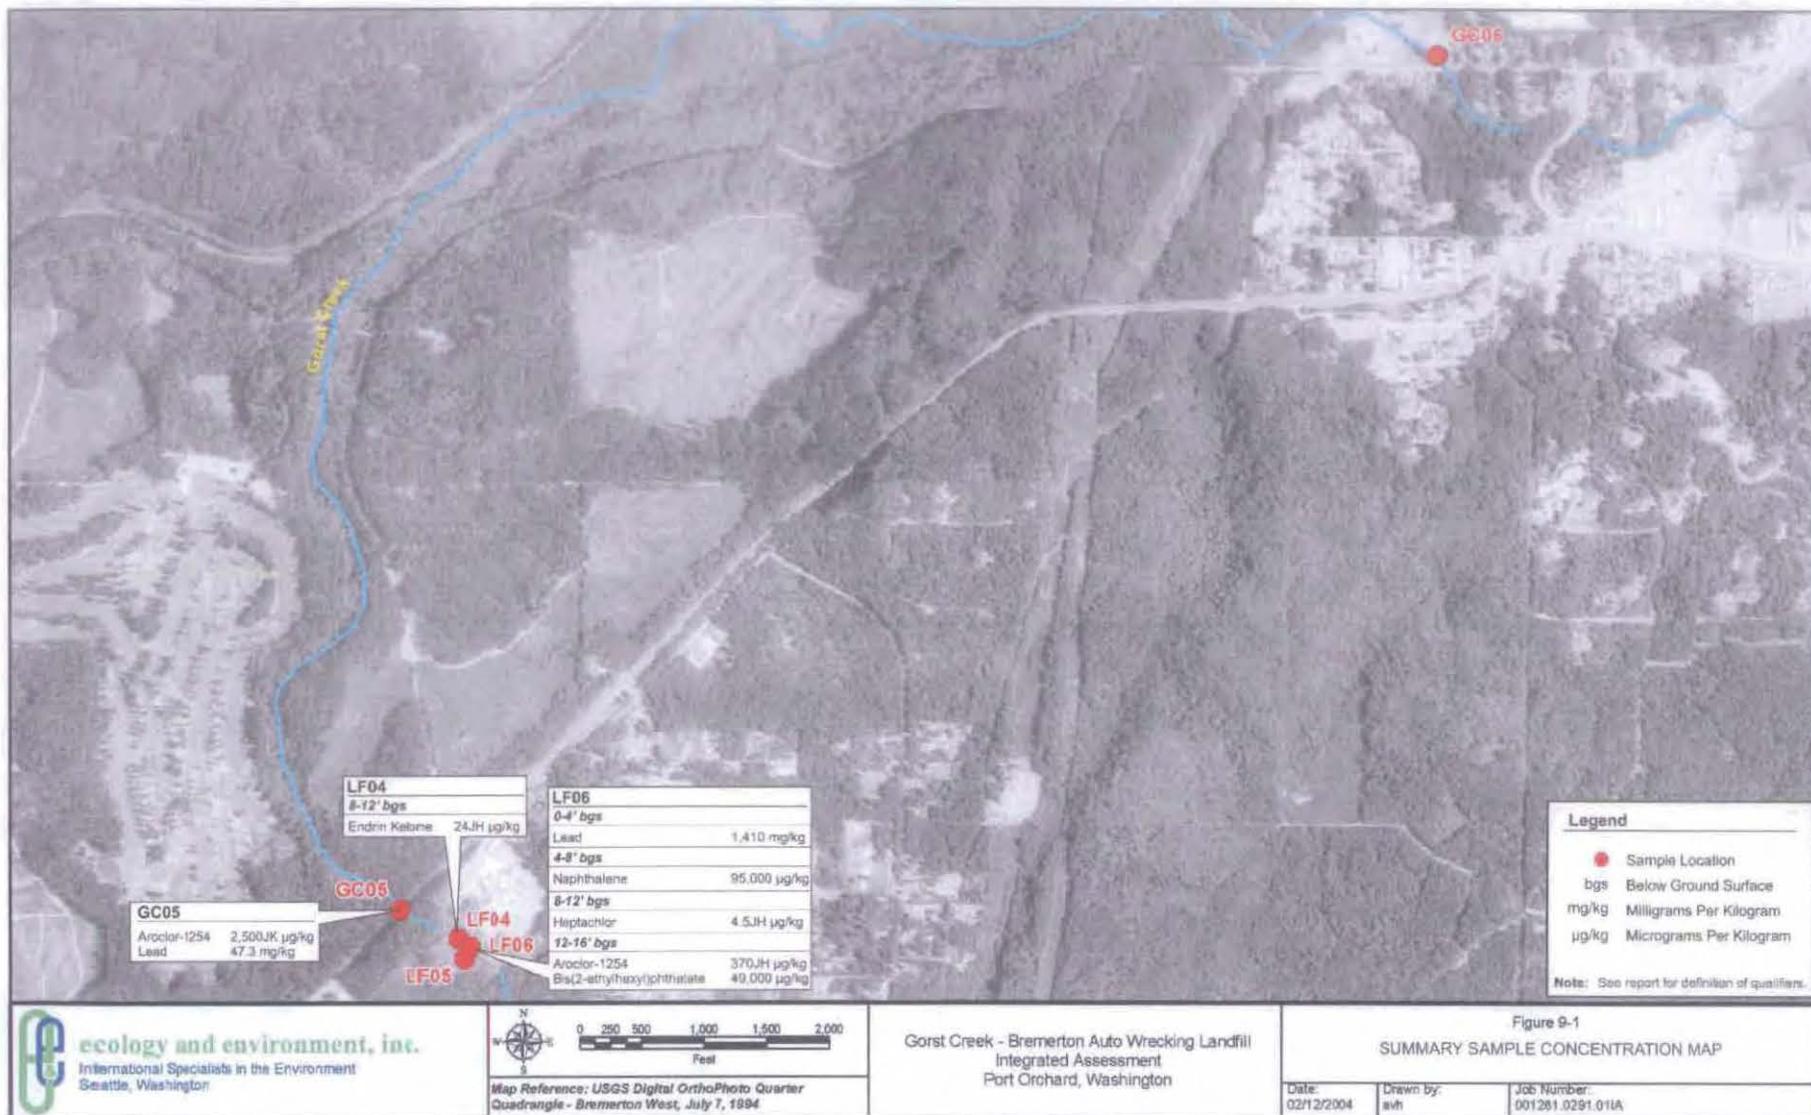 GC06
Gorst Creek
LF04
8-12' bgs
Endrin Ketone 24JH µg/kg
LF06
0-4' bgs
Lead 1,410 mg/kg
4-8' bgs
Naphthalene 95,000 µg/kg
8-12' bgs
Heptachlor 4.5JH µg/kg
12-16' bgs
Aroclor-1254 370JH µg/kg
Bis(2-ethylhexyl)phthalate 49,000 µg/kg
GC05
GC05
Aroclor-1254 2,500JK µg/kg
Lead 47.3 mg/kg
LF04
LF06
LF05
Legend
Sample Location
bgs Below Ground Surface
mg/kg Milligrams Per Kilogram
µg/kg Micrograms Per Kilogram
Note: See report for definition of qualifiers.
ecology and environment, inc.
International Specialists in the Environment
Seattle, Washington
N
W E
S
0 250 500 1,000 1,500 2,000
Feet
Map Reference: USGS Digital OrthoPhoto Quarter
Quadrangle - Bremerton West, July 7, 1994
Gorst Creek - Bremerton Auto Wrecking Landfill
Integrated Assessment
Port Orchard, Washington
Figure 9-1
SUMMARY SAMPLE CONCENTRATION MAP
Date:
02/12/2004
Drawn by:
avh
Job Number:
001281.0291.01IA